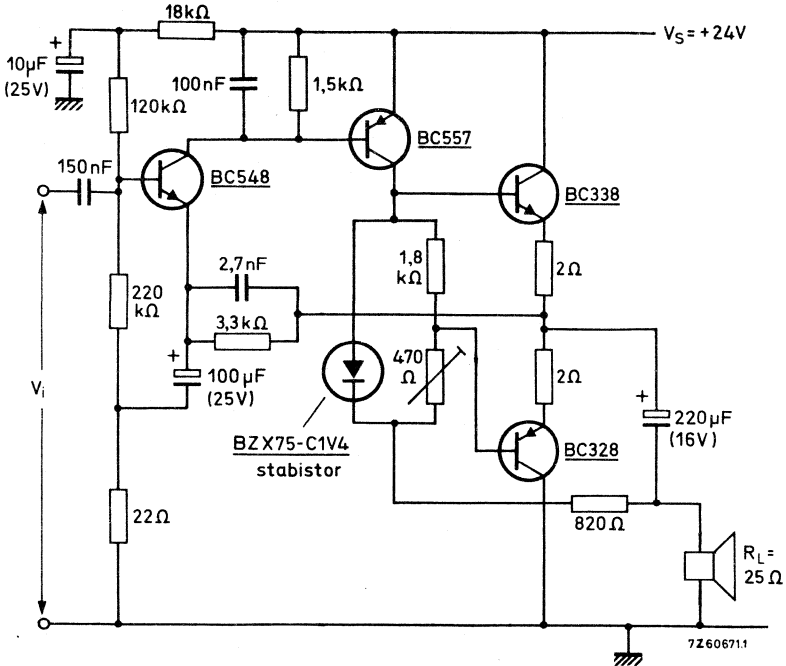 18kΩ
V_S = +24V
+
10µF
(25V)
100nF
1,5kΩ
120kΩ
BC557
150nF
BC548
BC338
2,7nF
1,8
kΩ
2Ω
220
kΩ
3,3kΩ
+
470
Ω
2Ω
Vi
100µF
(25V)
+
220µF
(16V)
BZX75-C1V4
stabistor
BC328
22Ω
820Ω
R_L =
25Ω
7Z60671.1